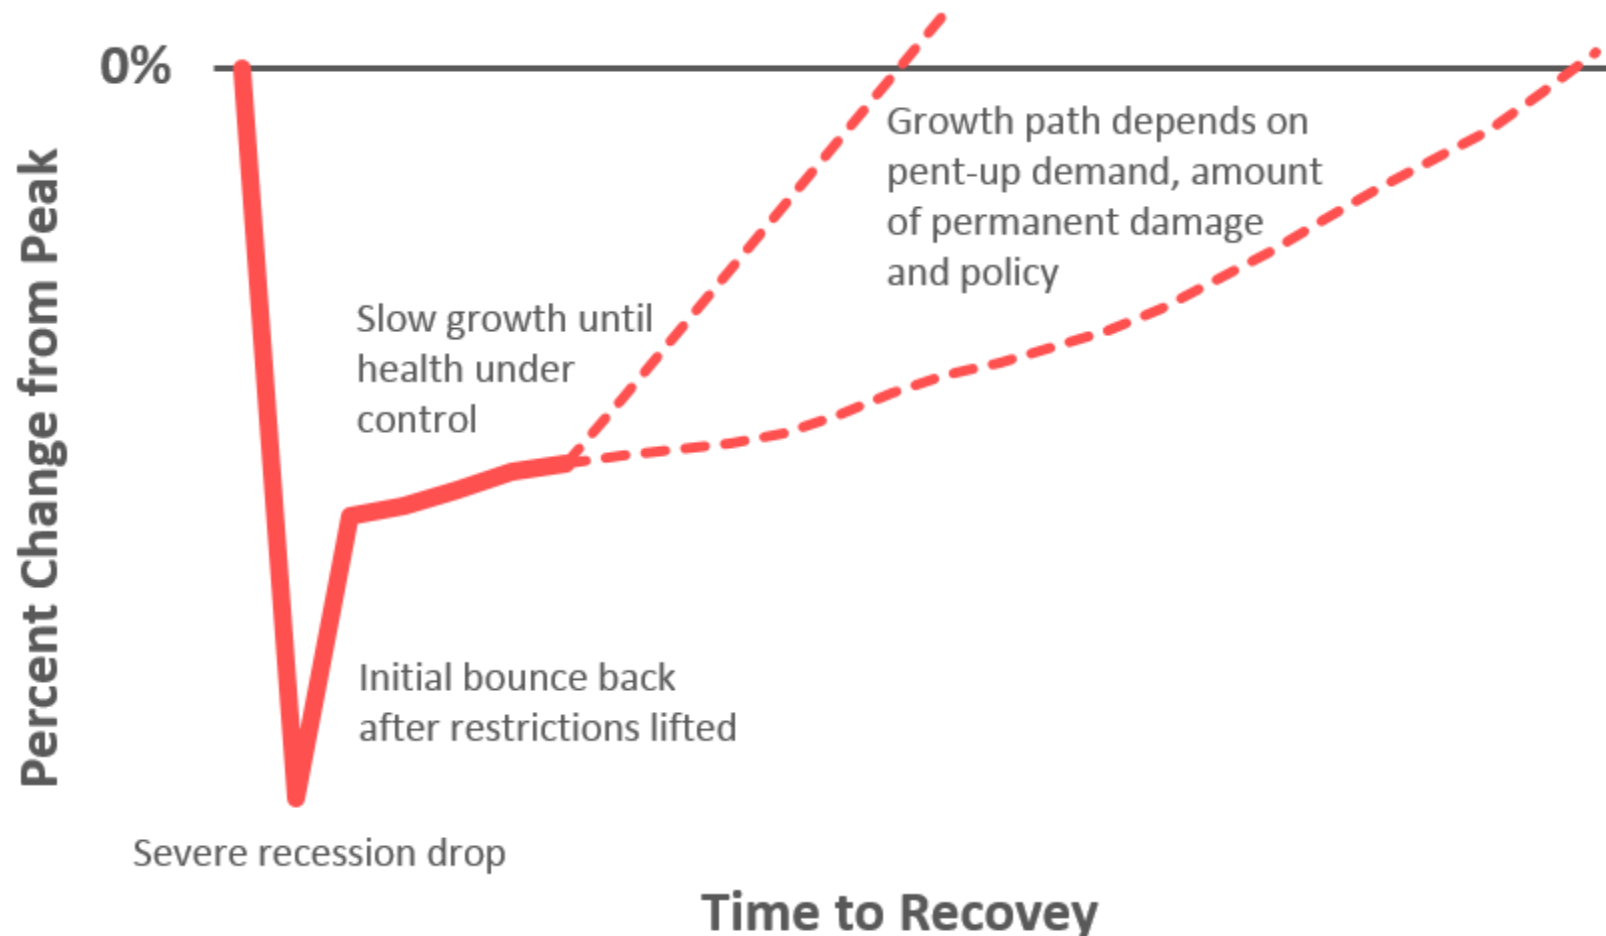 0%
Percent Change from Peak
Growth path depends on
pent-up demand, amount
of permanent damage
and policy
Slow growth until
health under
control
Initial bounce back
after restrictions lifted
Severe recession drop
Time to Recovey